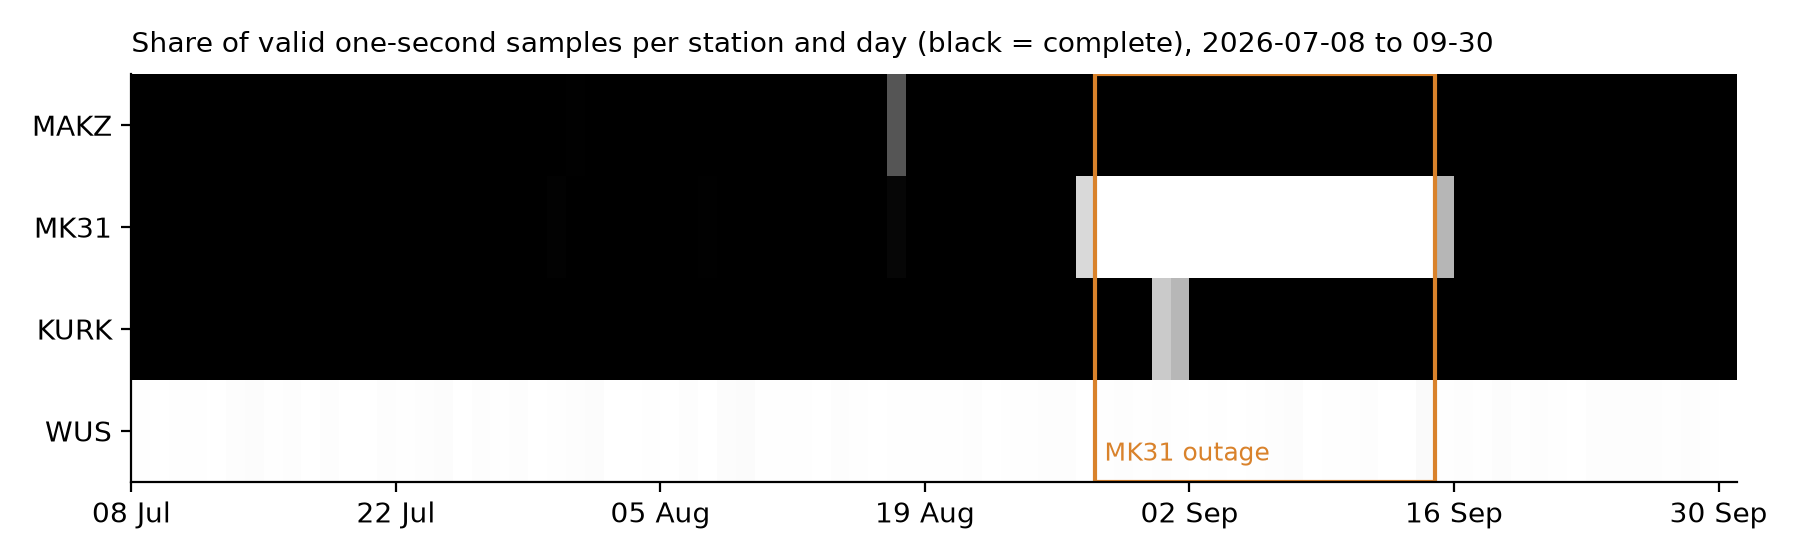 Share of valid one-second samples per station and day (black = complete), 2026-07-08 to 09-30
MAKZ
MK31
KURK
WUS
MK31 outage
08 Jul
22 Jul
05 Aug
19 Aug
02 Sep
16 Sep
30 Sep